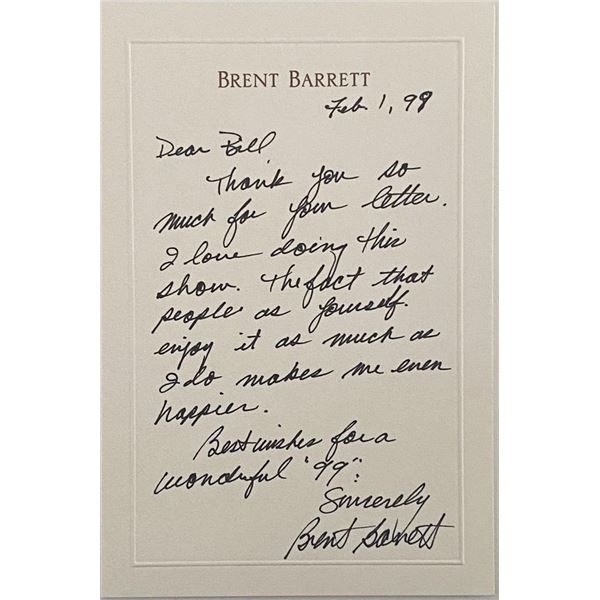 BRENT BARRETT
Feb 1, 99
Dear Bill
Thank you so
much for your letter.
I love doing this
show. The fact that
people as yourself
enjoy it as much as
I do makes me even
happier.
Best wishes for a
wonderful "99".
Sincerely
Brent Barrett